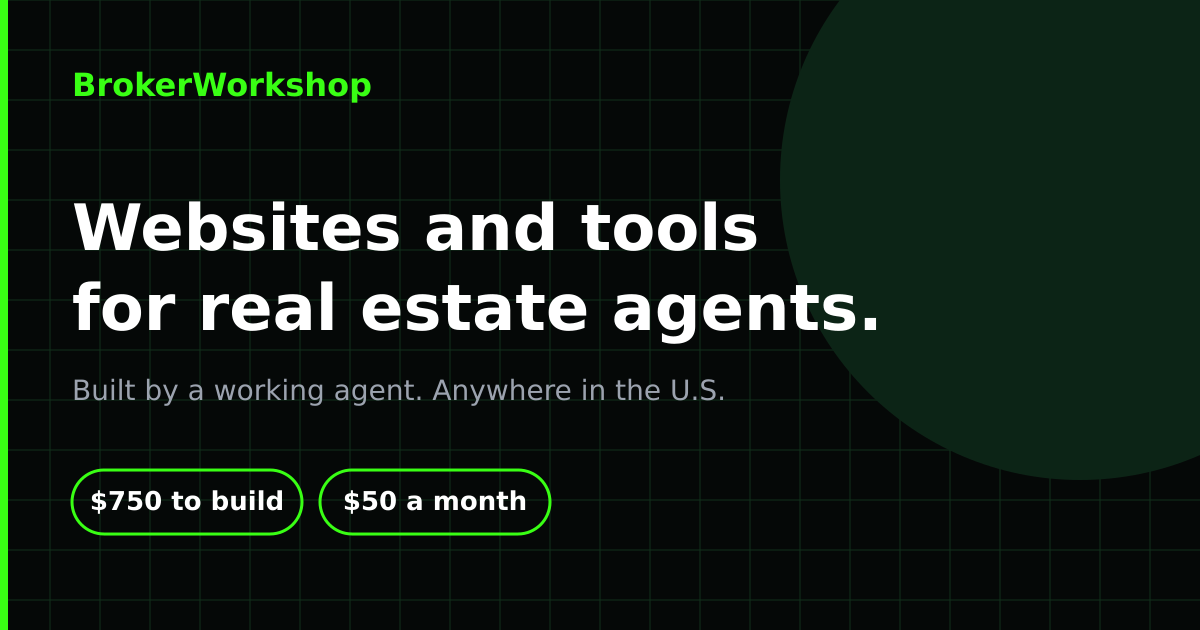 BrokerWorkshop
Websites and tools
for real estate agents.
Built by a working agent. Anywhere in the U.S.
$750 to build
$50 a month